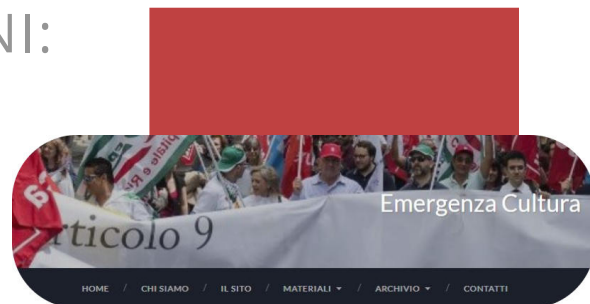 NI:
Emergenza Cultura
rticolo 9
HOME / CHI SIAMO / IL SITO / MATERIALI / ARCHIVIO / CONTATTI